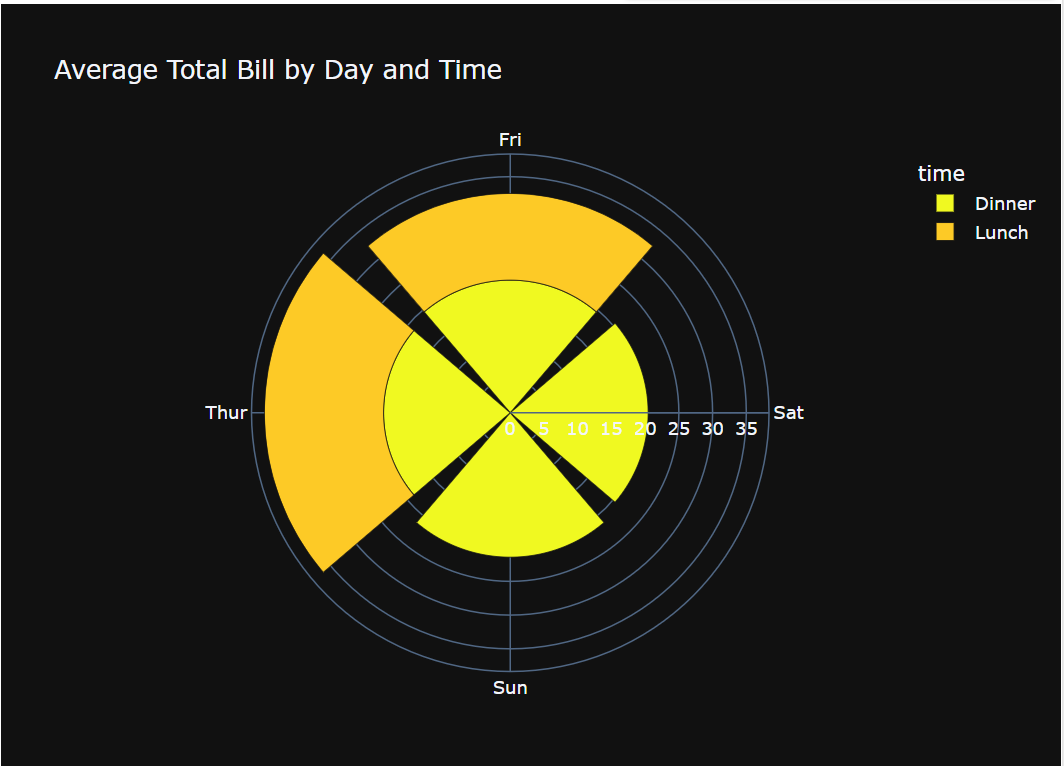 Average Total Bill by Day and Time
Fri
time
Dinner
Lunch
Thur
Sat
0 5 10 15 20 25 30 35
Sun